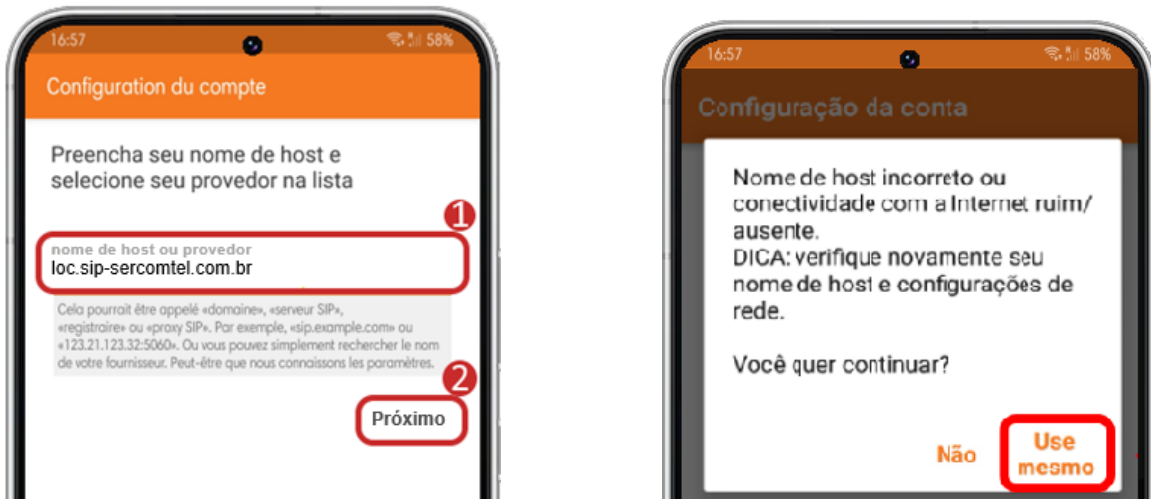 16:57
58%
Configuration du compte
Preencha seu nome de host e
selecione seu provedor na lista
1
nome de host ou provedor
loc.sip-sercomtel.com.br
Cela pourrait être appelé «domaine», «serveur SIP»,
«registraire» ou «proxy SIP». Par exemple, «sip.example.com» ou
«123.21.123.32:5060». Ou vous pouvez simplement rechercher le nom
de votre fournisseur. Peut-être que nous connaissons les paramètres.
2
Próximo
16:57
58%
Configuração da conta
Nome de host incorreto ou
conectividade com a Internet ruim/
ausente.
DICA: verifique novamente seu
nome de host e configurações de
rede.
Você quer continuar?
Não
Use
mesmo